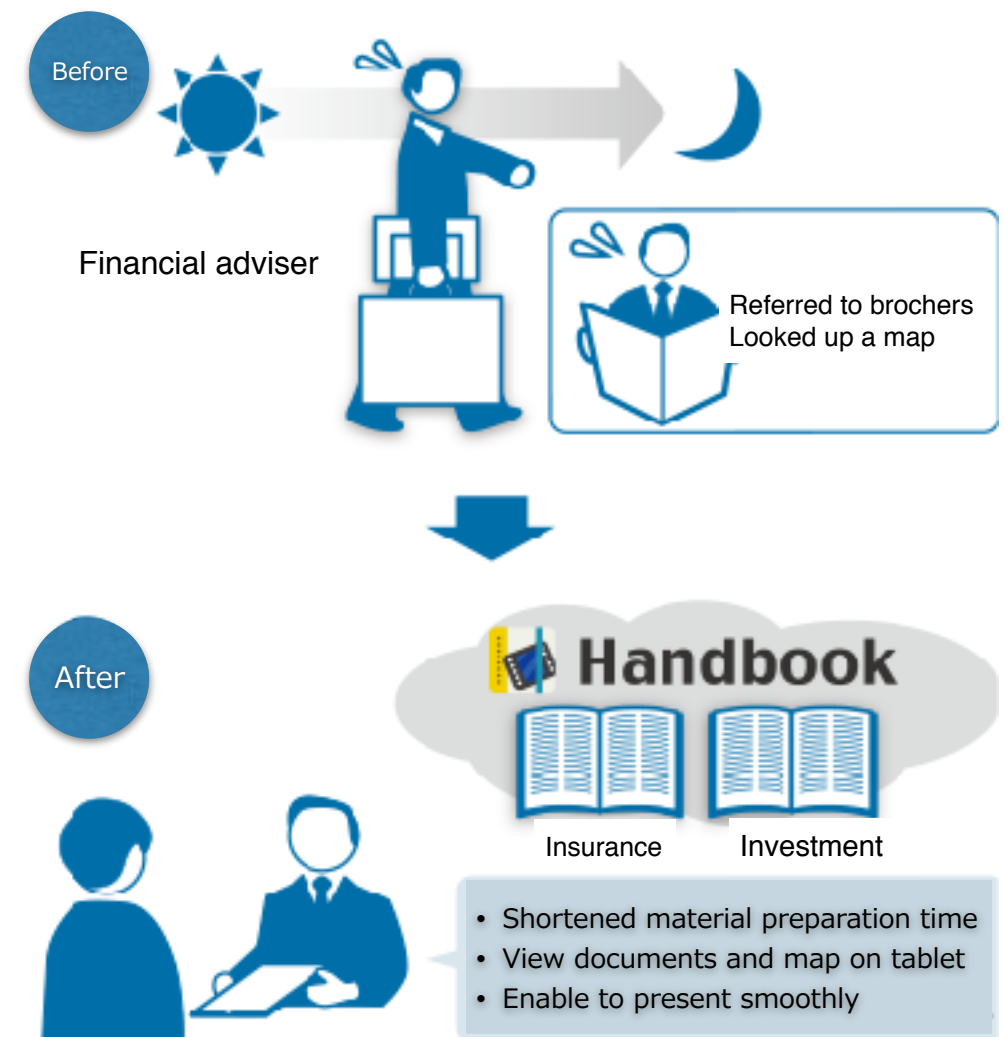 Before
Financial adviser
Referred to brochers
Looked up a map
After
Handbook
Insurance
Investment
• Shortened material preparation time
• View documents and map on tablet
• Enable to present smoothly